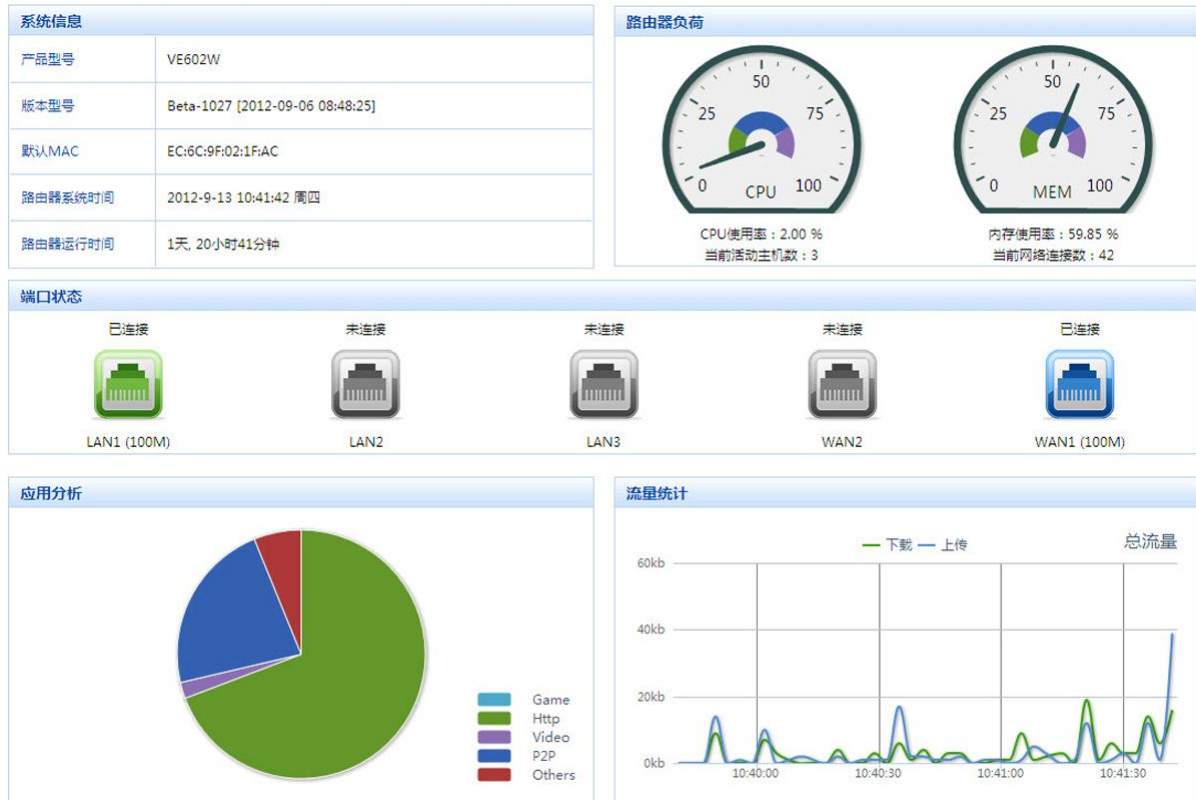 系统信息
产品型号 VE602W
版本型号 Beta-1027 [2012-09-06 08:48:25]
默认MAC EC:6C:9F:02:1F:AC
路由器系统时间 2012-9-13 10:41:42 周四
路由器运行时间 1天, 20小时41分钟
路由器负荷
0 25 50 75 100
CPU
CPU使用率：2.00 %
当前活动主机数：3
0 25 50 75 100
MEM
内存使用率：59.85 %
当前网络连接数：42
端口状态
已连接 未连接 未连接 未连接 已连接
LAN1 (100M) LAN2 LAN3 WAN2 WAN1 (100M)
应用分析
Game
Http
Video
P2P
Others
流量统计
下载 上传
总流量
60kb
40kb
20kb
0kb
10:40:00 10:40:30 10:41:00 10:41:30